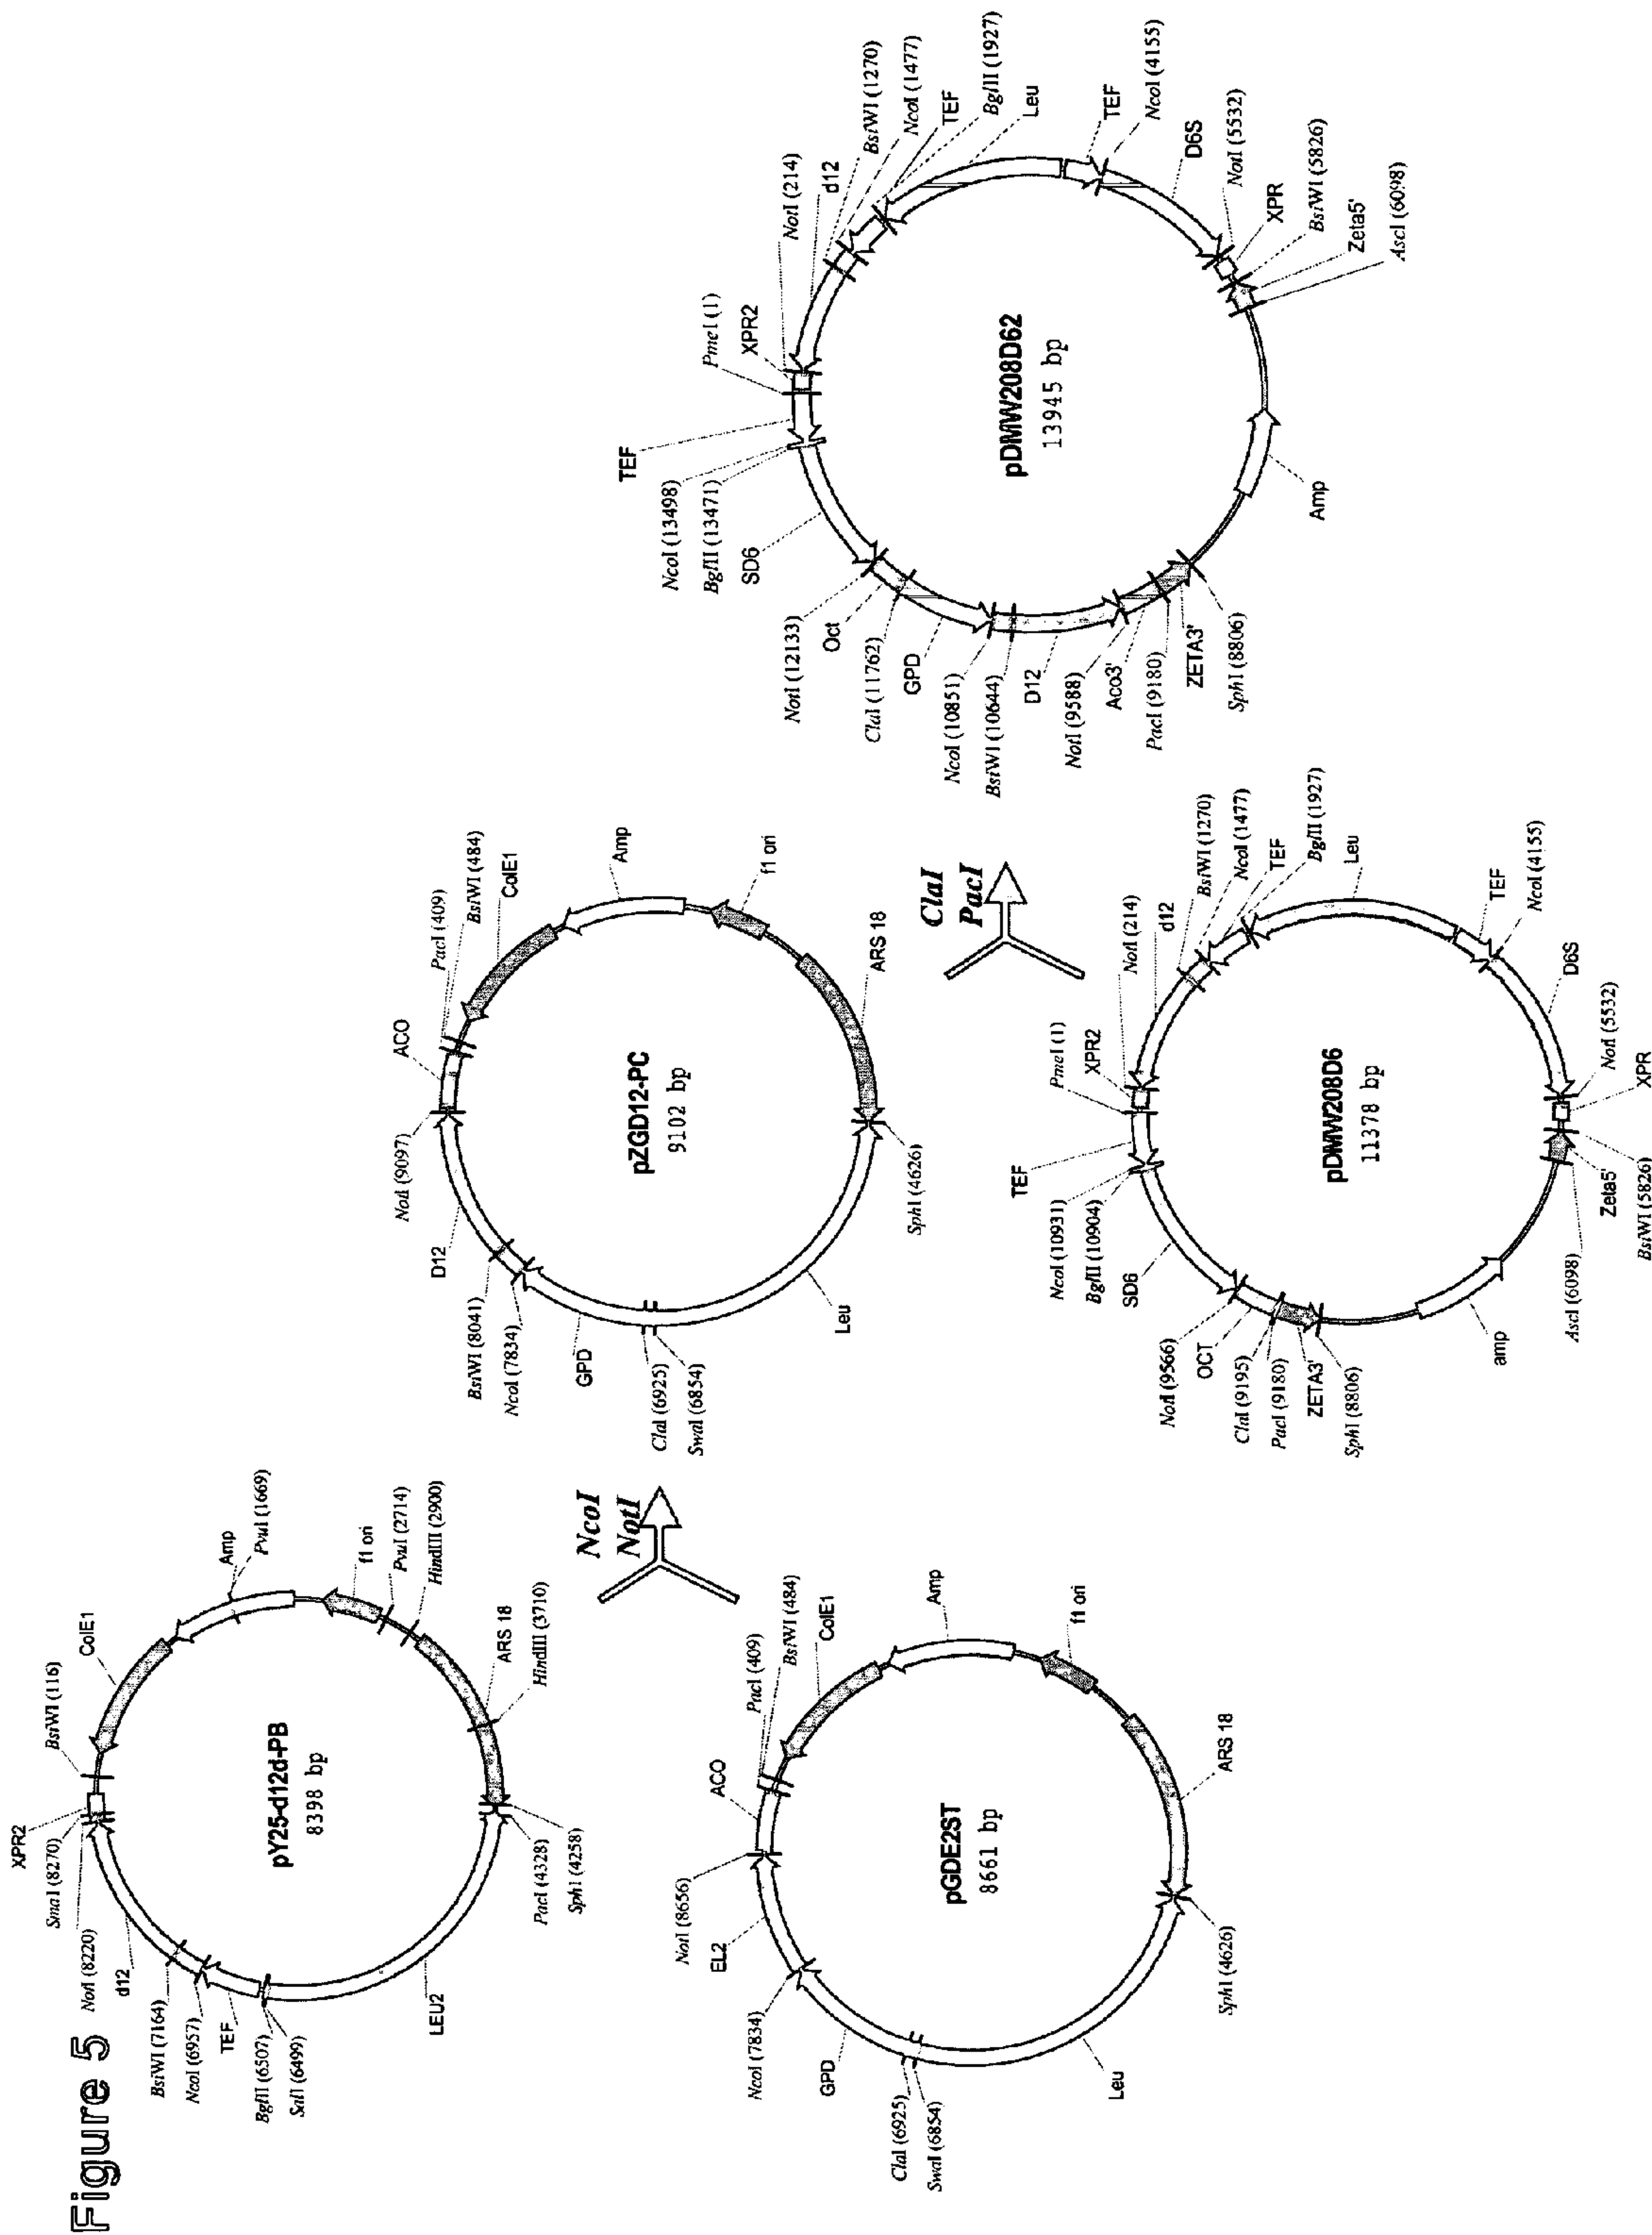 Figure 5
XPR2
SmaI (8270)
NotI (8220)
d12
BsiWI (7164)
NcoI (6957)
TEF
BglII (6507)
SalI (6499)
LEU2
PacI (4328)
SphI (4258)
BsiWI (116)
ColE1
Amp
PvuI (1669)
f1 ori
PvuI (2714)
HindIII (2900)
ARS 18
HindIII (3710)
pY25-d12d-PB
8398 bp
NcoI
NotI
ACO
PacI (409)
BsiWI (484)
ColE1
Amp
f1 ori
ARS 18
NotI (8656)
EL2
NcoI (7834)
GPD
ClaI (6925)
SwaI (6854)
Leu
SphI (4626)
pGDE2ST
8661 bp
ACO
PacI (409)
BsiWI (484)
ColE1
Amp
f1 ori
ARS 18
NotI (9097)
D12
BsiWI (8041)
NcoI (7834)
GPD
ClaI (6925)
SwaI (6854)
Leu
SphI (4626)
pZGD12-PC
9102 bp
ClaI
PacI
PmeI (1)
XPR2
NotI (214)
d12
BsiWI (1270)
NcoI (1477)
TEF
BglII (1927)
Leu
TEF
NcoI (4155)
D6S
NotI (5532)
XPR
BsiWI (5826)
Zeta5'
AscI (6098)
amp
SphI (8806)
ZETA3'
PacI (9180)
ClaI (9195)
OCT
NotI (9566)
SD6
BglII (10904)
NcoI (10931)
TEF
pDMW208D6
11378 bp
PmeI (1)
XPR2
NotI (214)
d12
BsiWI (1270)
NcoI (1477)
TEF
BglII (1927)
Leu
TEF
NcoI (4155)
D6S
NotI (5532)
XPR
BsiWI (5826)
Zeta5'
AscI (6098)
Amp
SphI (8806)
ZETA3'
PacI (9180)
Aco3'
NotI (9588)
D12
BsiWI (10644)
NcoI (10851)
GPD
ClaI (11762)
Oct
NotI (12133)
SD6
BglII (13471)
NcoI (13498)
TEF
pDMW208D62
13945 bp